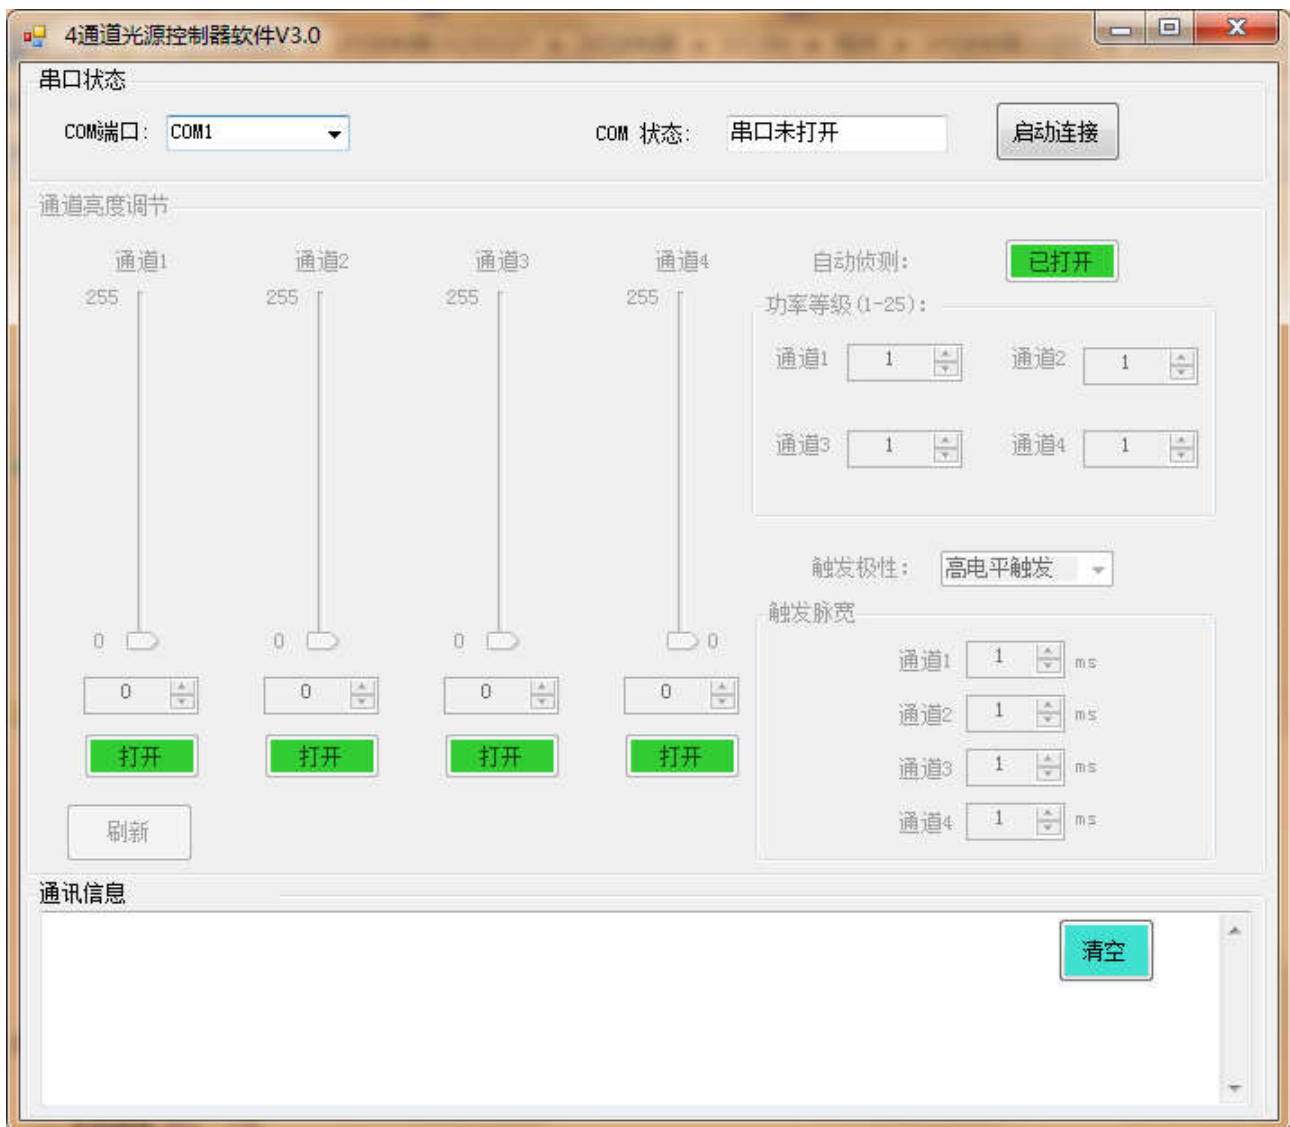 4通道光源控制器软件V3.0
串口状态
COM端口: COM1 COM 状态: 串口未打开 启动连接
通道亮度调节
通道1 通道2 通道3 通道4 自动侦测: 已打开
255 255 255 255 功率等级(1-25):
通道1 1 通道2 1
通道3 1 通道4 1
触发极性: 高电平触发
触发脉宽
0 0 0 0
通道1 1 ms
0 0 0 0
通道2 1 ms
打开 打开 打开 打开
通道3 1 ms
通道4 1 ms
刷新
通讯信息
清空